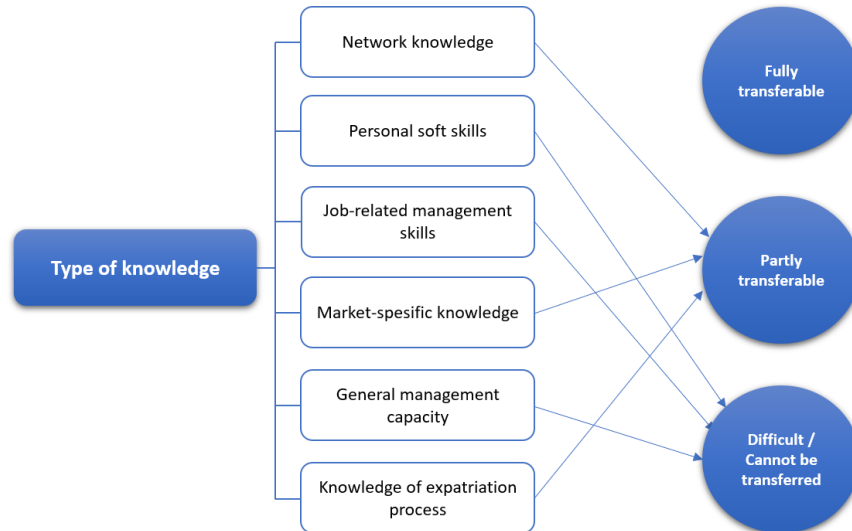 Type of knowledge
Network knowledge
Personal soft skills
Job-related management
skills
Market-spesific knowledge
General management
capacity
Knowledge of expatriation
process
Fully
transferable
Partly
transferable
Difficult /
Cannot be
transferred